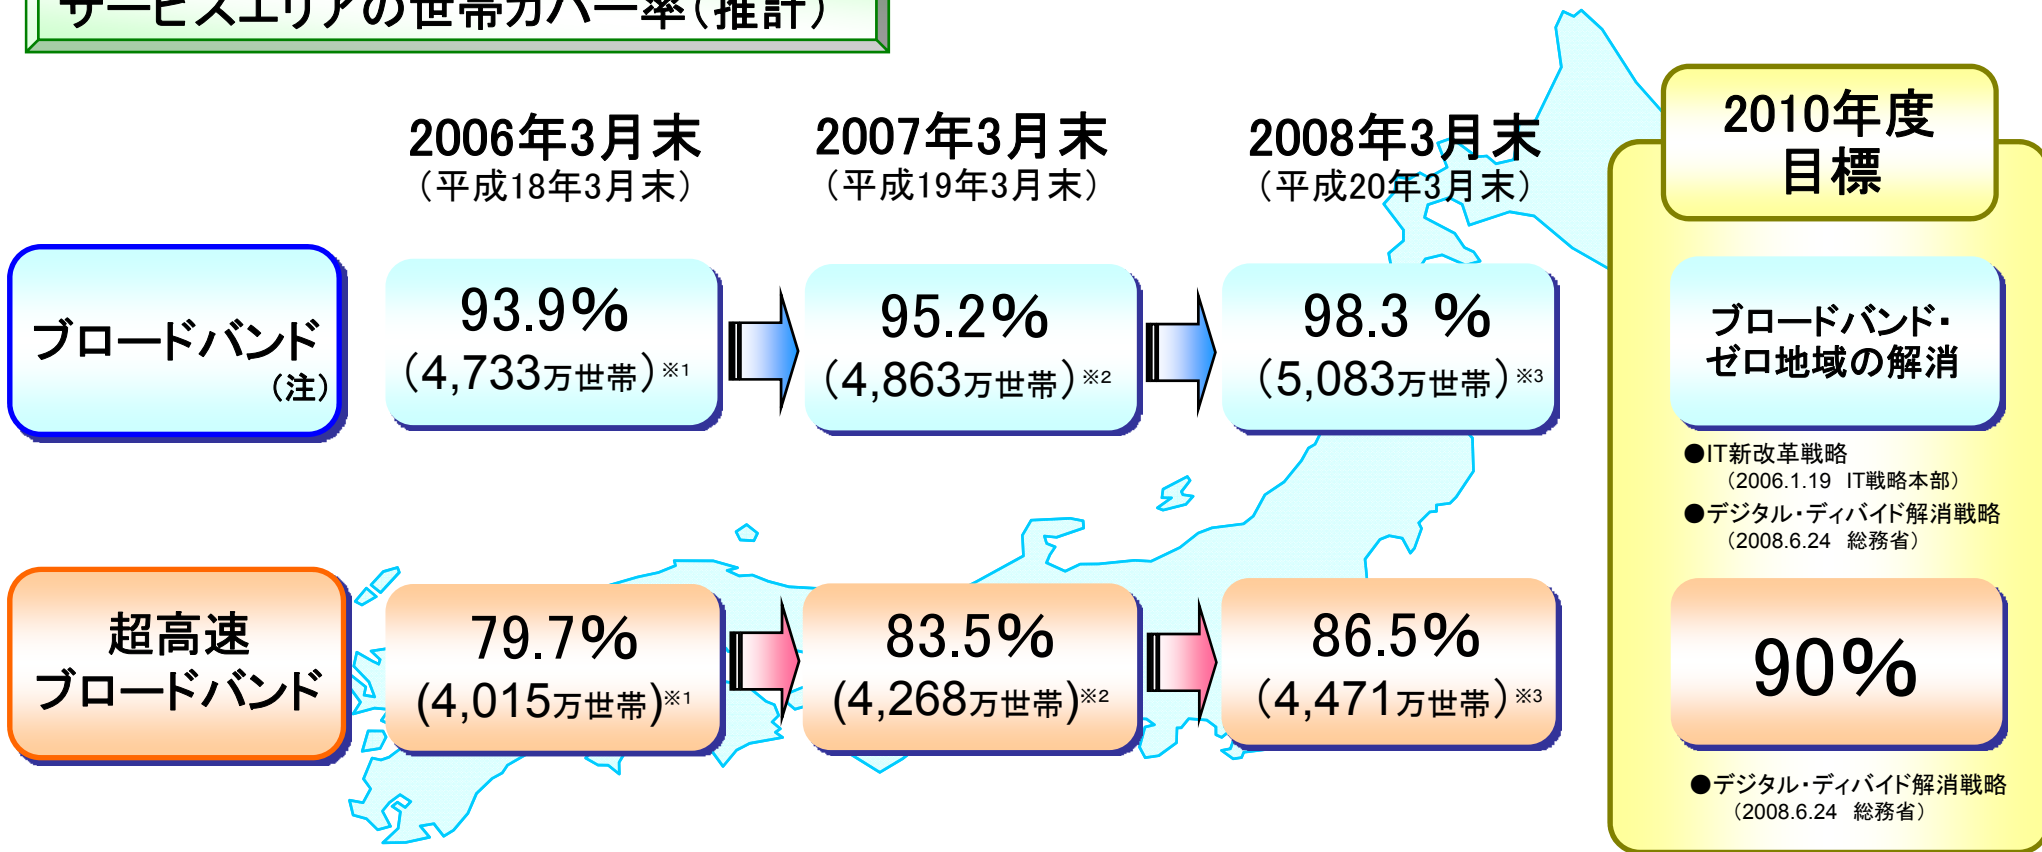 サービスエリアの世帯カバー率(推計)
2006年3月末
(平成18年3月末)
2007年3月末
(平成19年3月末)
2008年3月末
(平成20年3月末)
2010年度
目標
ブロードバンド
(注)
93.9%
(4,733万世帯)※1
95.2%
(4,863万世帯)※2
98.3 %
(5,083万世帯)※3
ブロードバンド・
ゼロ地域の解消
●IT新改革戦略
(2006.1.19 IT戦略本部)
●デジタル・ディバイド解消戦略
(2008.6.24 総務省)
超高速
ブロードバンド
79.7%
(4,015万世帯)※1
83.5%
(4,268万世帯)※2
86.5%
(4,471万世帯)※3
90%
●デジタル・ディバイド解消戦略
(2008.6.24 総務省)